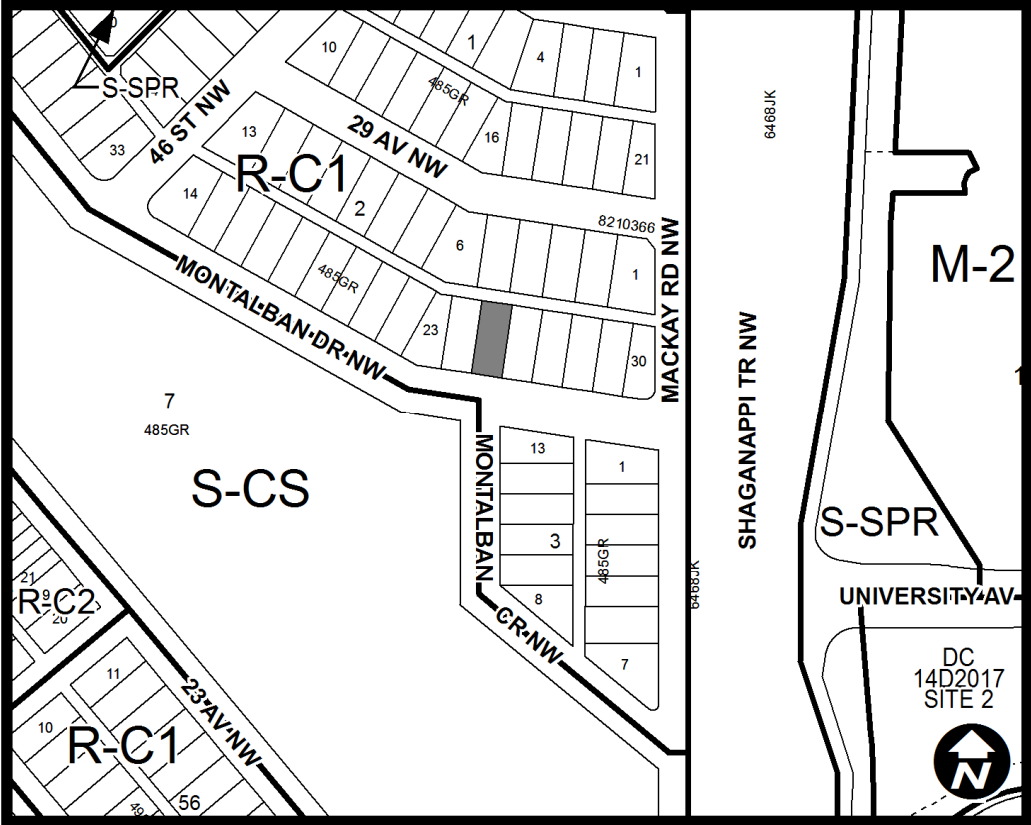 10
1
4
1
S-SPR
485GR
6468JK
46 ST NW
33
13
29 AV NW
16
21
R-C1
14
2
8210366
6
1
M-2
MONTALBAN DR NW
485GR
23
30
MACKAY RD NW
SHAGANAPPI TR NW
7
485GR
S-CS
MONTALBAN
13
1
3
485GR
S-SPR
6468JK
21
9
R-C2
20
8
CR NW
UNIVERSITY AV
7
11
DC
14D2017
SITE 2
23 AV NW
10
R-C1
56
N